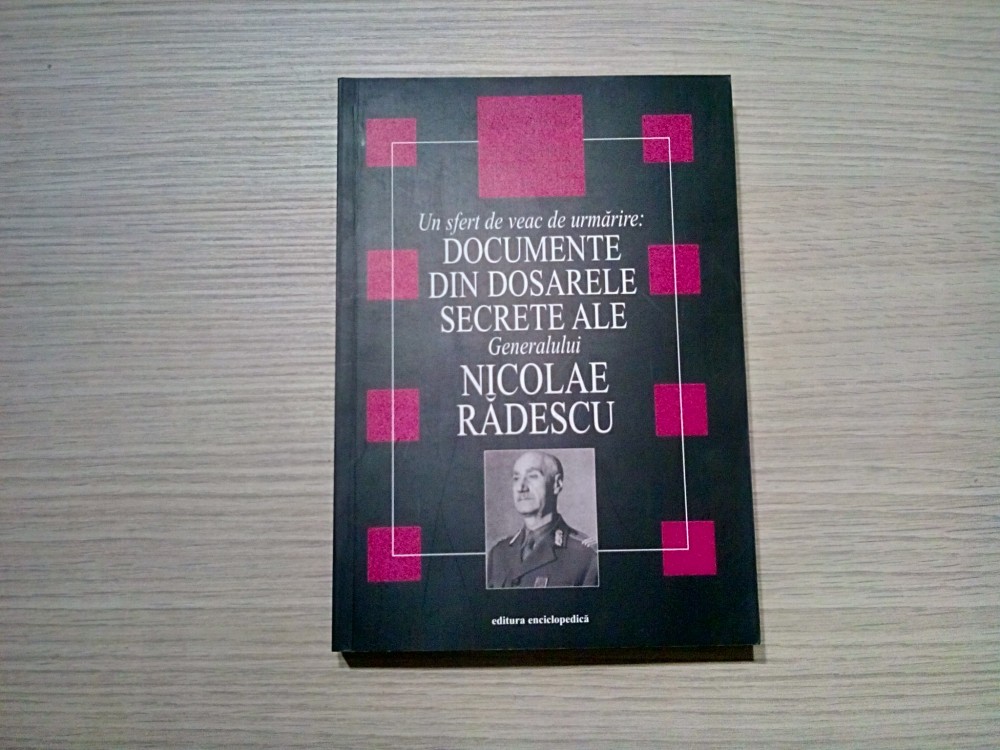 Un sfert de veac de urmărire:
DOCUMENTE
DIN DOSARELE
SECRETE ALE
Generalului
NICOLAE
RĂDESCU
editura enciclopedică